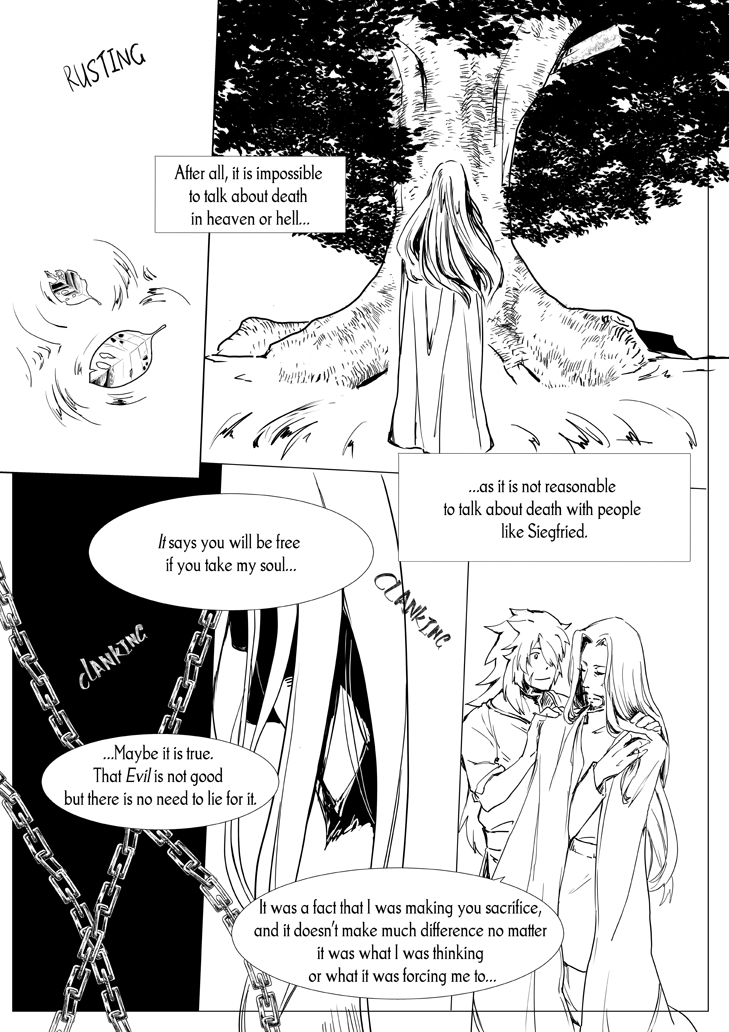 RUSTING
After all, it is impossible
to talk about death
in heaven or hell...
...as it is not reasonable
to talk about death with people
like Siegfried.
It says you will be free
if you take my soul...
CLANKING
CLANKING
...Maybe it is true.
That Evil is not good
but there is no need to lie for it.
It was a fact that I was making you sacrifice,
and it doesn't make much difference no matter
it was what I was thinking
or what it was forcing me to...